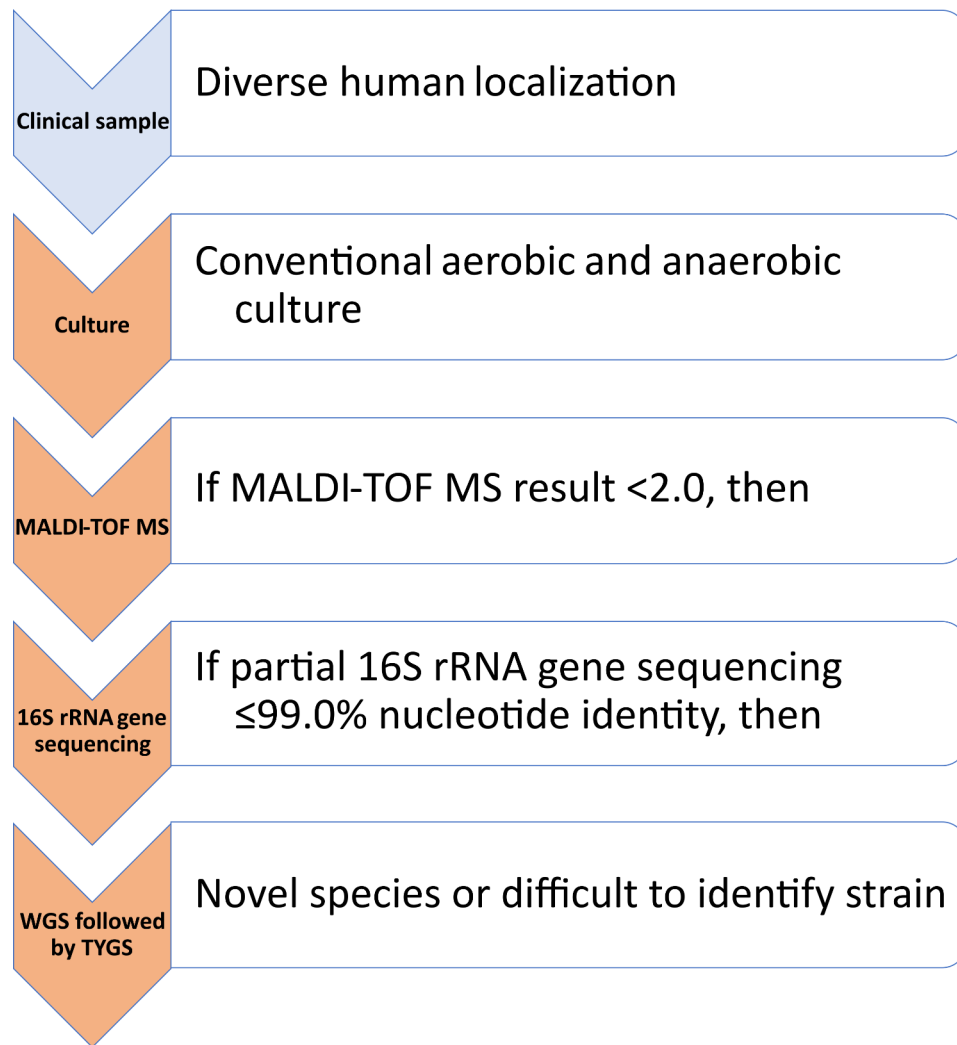 Clinical sample
Diverse human localization
Culture
Conventional aerobic and anaerobic
culture
MALDI-TOF MS
If MALDI-TOF MS result <2.0, then
16S rRNA gene
sequencing
If partial 16S rRNA gene sequencing
≤99.0% nucleotide identity, then
WGS followed
by TYGS
Novel species or difficult to identify strain